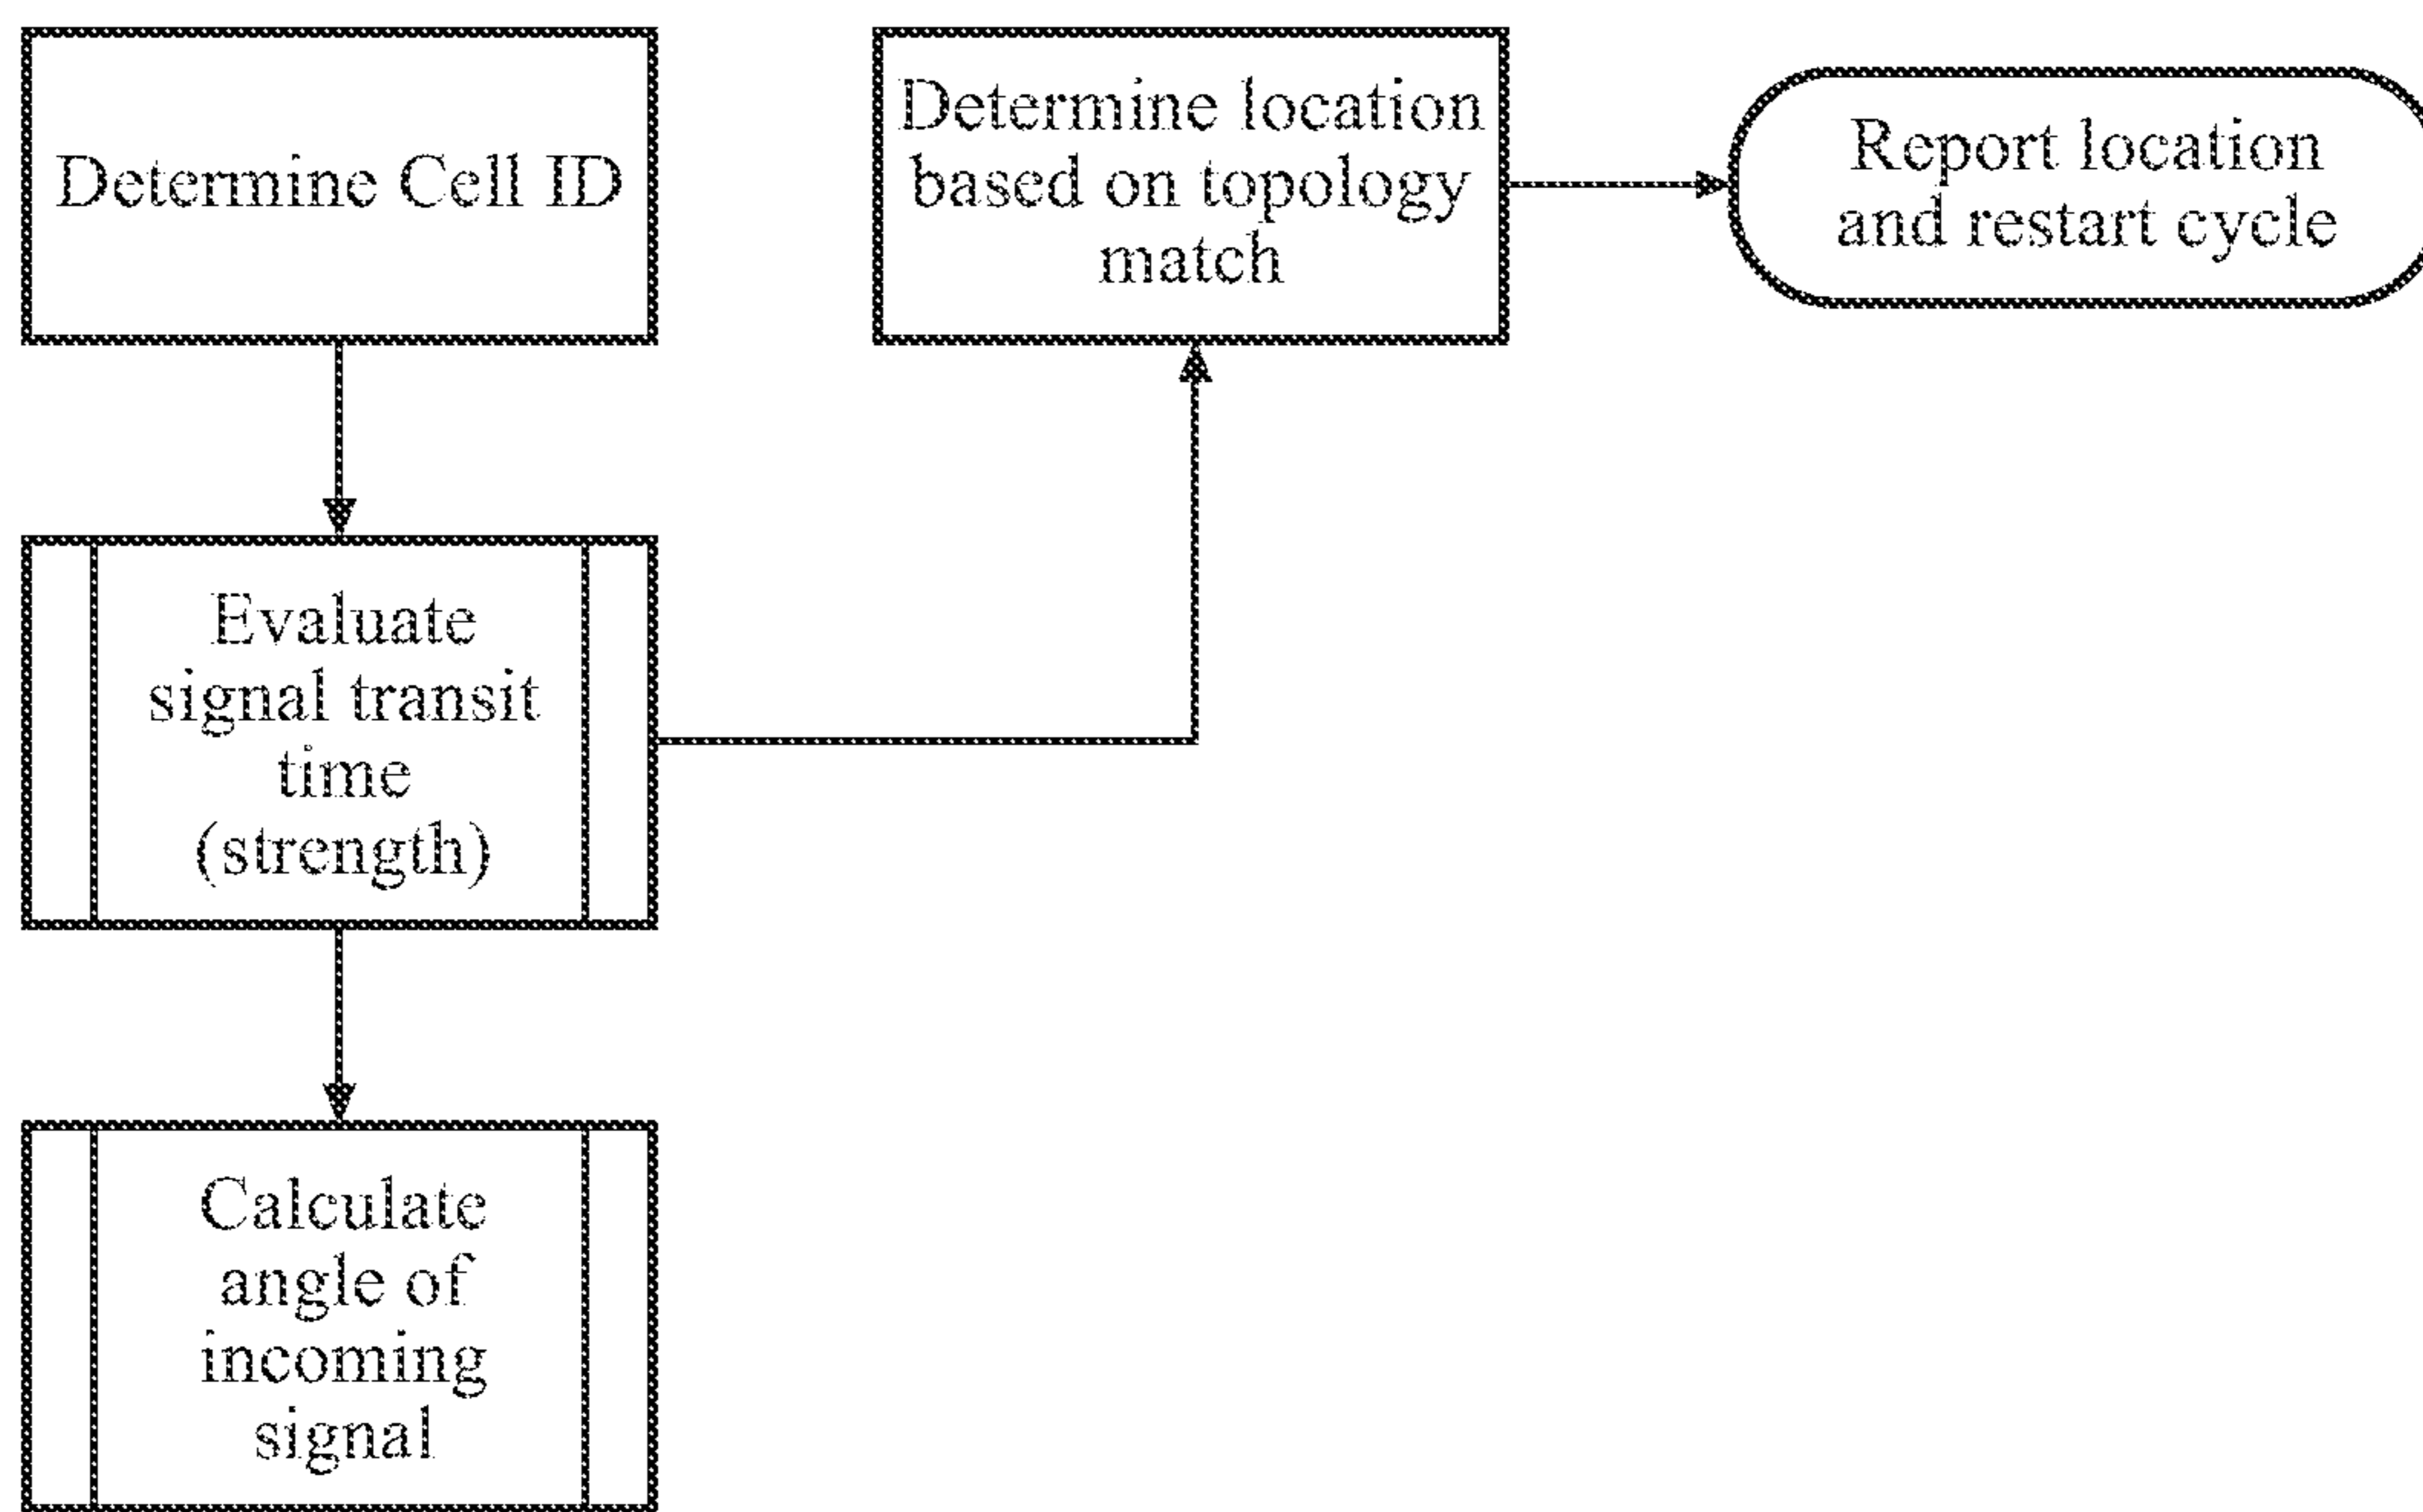 Determine Cell ID
Evaluate
signal transit
time
(strength)
Calculate
angle of
incoming
signal
Determine location
based on topology
match
Report location
and restart cycle